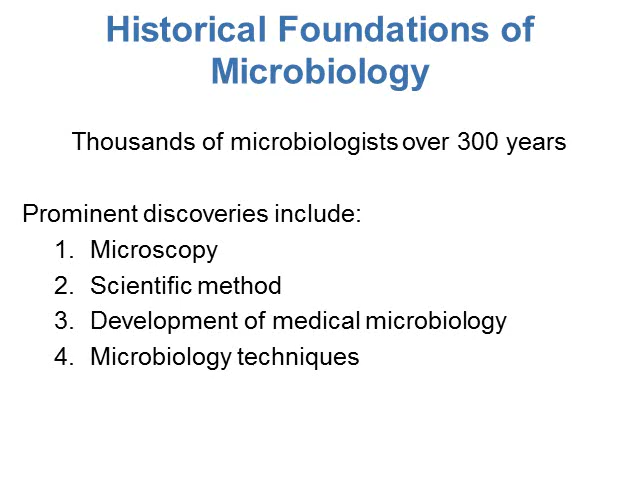 Historical Foundations of
Microbiology
Thousands of microbiologists over 300 years
Prominent discoveries include:
1. Microscopy
2. Scientific method
3. Development of medical microbiology
4. Microbiology techniques